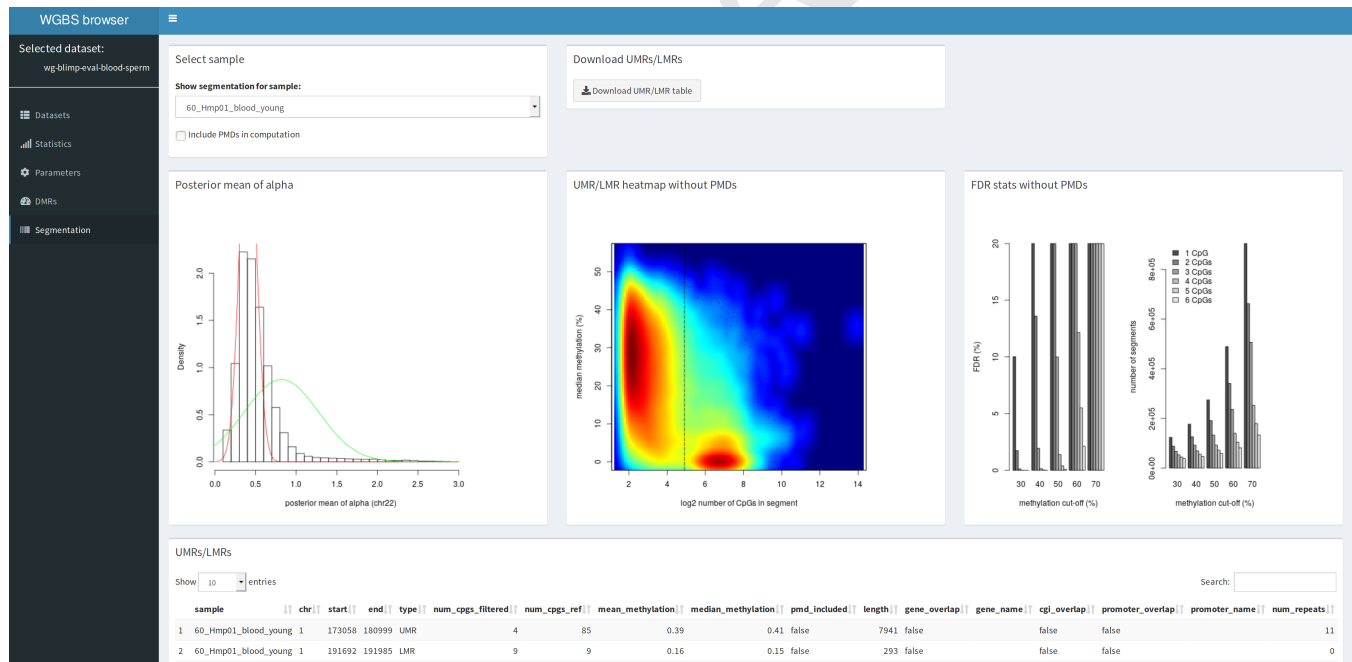 WGBS browser
Selected dataset:
wg-blimp-eval-blood-sperm
Datasets
Statistics
Parameters
DMRs
Segmentation
Select sample
Show segmentation for sample:
60_Hmp01_blood_young
Include PMDs in computation
Download UMRs/LMRs
Download UMR/LMR table
Posterior mean of alpha
Density
0.0 0.5 1.0 1.5 2.0
0.0 0.5 1.0 1.5 2.0 2.5 3.0
posterior mean of alpha (chr22)
UMR/LMR heatmap without PMDs
median methylation (%)
0 10 20 30 40 50
2 4 6 8 10 12 14
log2 number of CpGs in segment
FDR stats without PMDs
FDR (%)
0 5 10 15 20
30 40 50 60 70
methylation cut-off (%)
number of segments
0e+00 2e+05 4e+05 6e+05 8e+05
1 CpG
2 CpGs
3 CpGs
4 CpGs
5 CpGs
6 CpGs
30 40 50 60 70
methylation cut-off (%)
UMRs/LMRs
Show 10 entries
Search:
sample chr start end type num_cpgs_filtered num_cpgs_ref mean_methylation median_methylation pmd_included length gene_overlap gene_name cgi_overlap promoter_overlap promoter_name num_repeats
1 60_Hmp01_blood_young 1 173058 180999 UMR 4 85 0.39 0.41 false 7941 false false false 11
2 60_Hmp01_blood_young 1 191692 191985 LMR 9 9 0.16 0.15 false 293 false false false 0